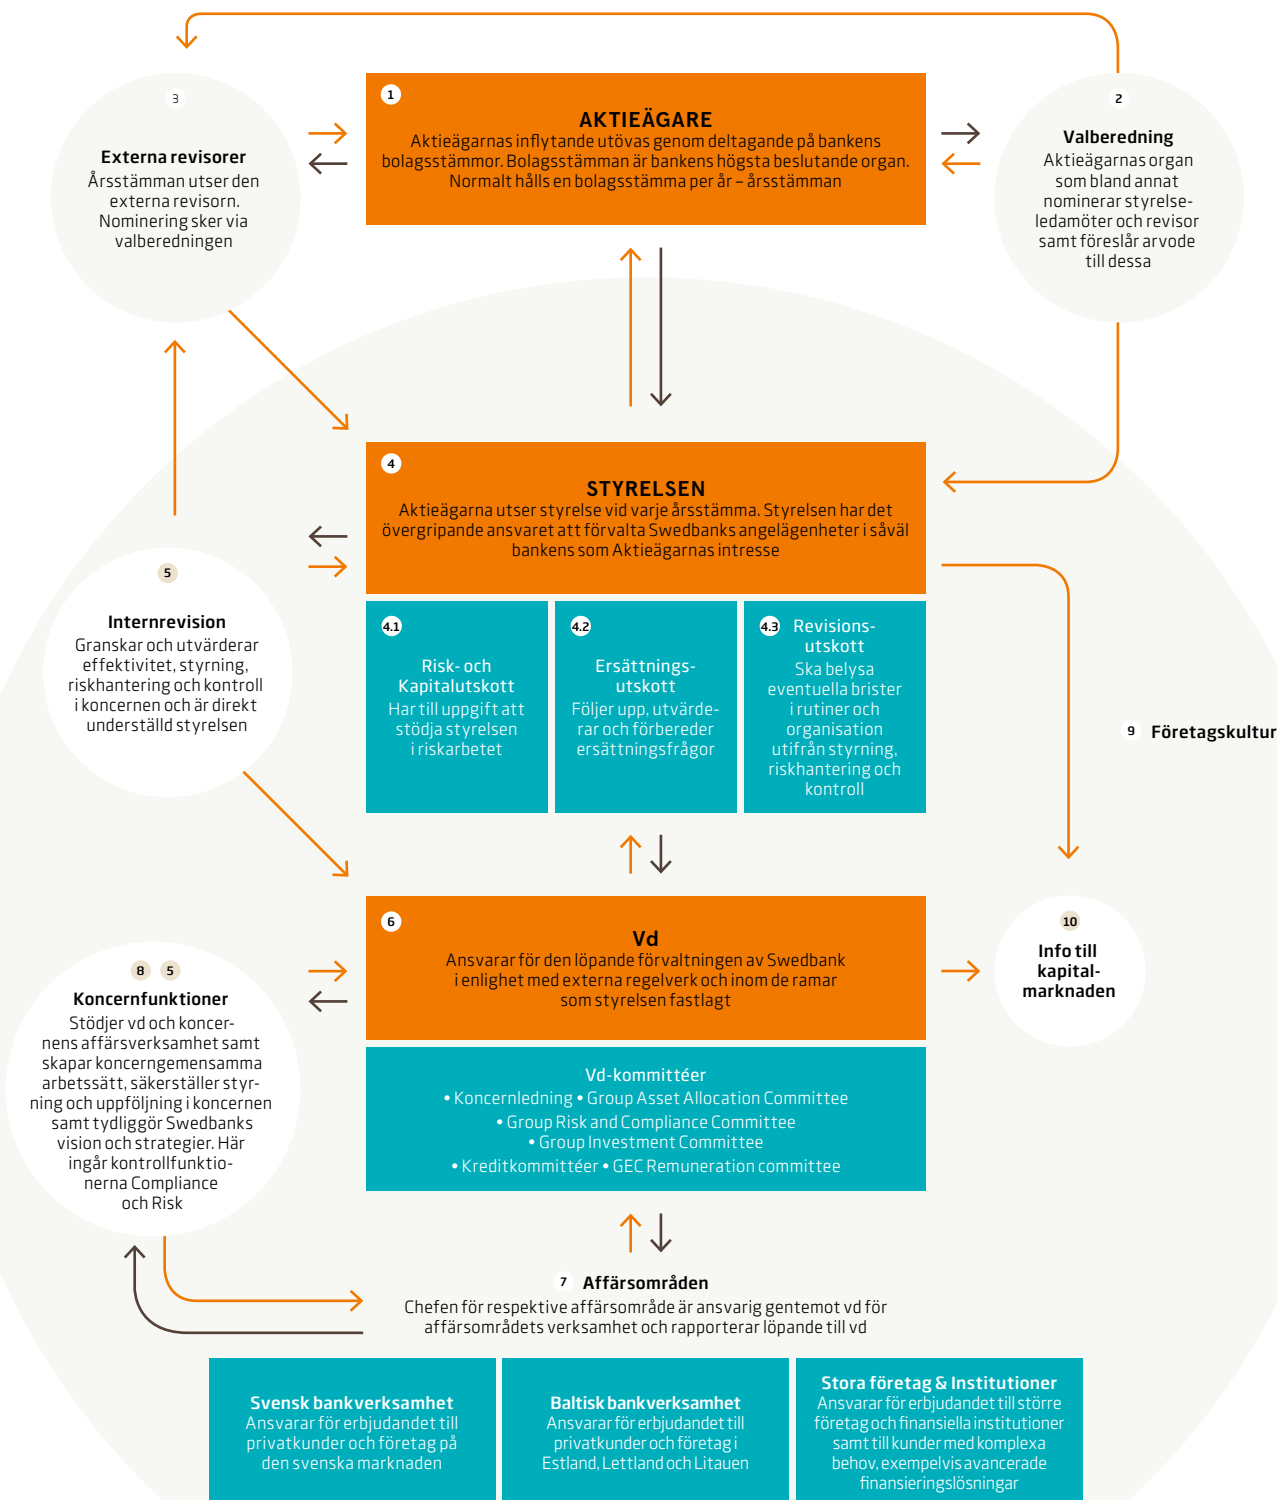 3
Externa revisorer
Årsstämman utser den
externa revisorn.
Nominering sker via
valberedningen
1
AKTIEÄGARE
Aktieägarnas inflytande utövas genom deltagande på bankens
bolagsstämmor. Bolagsstämman är bankens högsta beslutande organ.
Normalt hålls en bolagsstämma per år – årsstämman
2
Valberedning
Aktieägarnas organ
som bland annat
nominerar styrelse-
ledamöter och revisor
samt föreslår arvode
till dessa
4
STYRELSEN
Aktieägarna utser styrelse vid varje årsstämma. Styrelsen har det
övergripande ansvaret att förvalta Swedbanks angelägenheter i såväl
bankens som Aktieägarnas intresse
5
Internrevision
Granskar och utvärderar
effektivitet, styrning,
riskhantering och kontroll
i koncernen och är direkt
underställd styrelsen
4.1
Risk- och
Kapitalutskott
Har till uppgift att
stödja styrelsen
i riskarbetet
4.2
Ersättnings-
utskott
Följer upp, utvärde-
rar och förbereder
ersättningsfrågor
4.3 Revisions-
utskott
Ska belysa
eventuella brister
i rutiner och
organisation
utifrån styrning,
riskhantering och
kontroll
9 Företagskultur
6
Vd
Ansvarar för den löpande förvaltningen av Swedbank
i enlighet med externa regelverk och inom de ramar
som styrelsen fastlagt
10
Info till
kapital-
marknaden
8 5
Koncernfunktioner
Stödjer vd och koncer-
nens affärsverksamhet samt
skapar koncerngemensamma
arbetssätt, säkerställer styr-
ning och uppföljning i koncernen
samt tydliggör Swedbanks
vision och strategier. Här
ingår kontrollfunktio-
nerna Compliance
och Risk
Vd-kommittéer
• Koncernledning • Group Asset Allocation Committee
• Group Risk and Compliance Committee
• Group Investment Committee
• Kreditkommittéer • GEC Remuneration committee
7 Affärsområden
Chefen för respektive affärsområde är ansvarig gentemot vd för
affärsområdets verksamhet och rapporterar löpande till vd
Svensk bankverksamhet
Ansvarar för erbjudandet till
privatkunder och företag på
den svenska marknaden
Baltisk bankverksamhet
Ansvarar för erbjudandet till
privatkunder och företag i
Estland, Lettland och Litauen
Stora företag & Institutioner
Ansvarar för erbjudandet till större
företag och finansiella institutioner
samt till kunder med komplexa
behov, exempelvis avancerade
finansieringslösningar